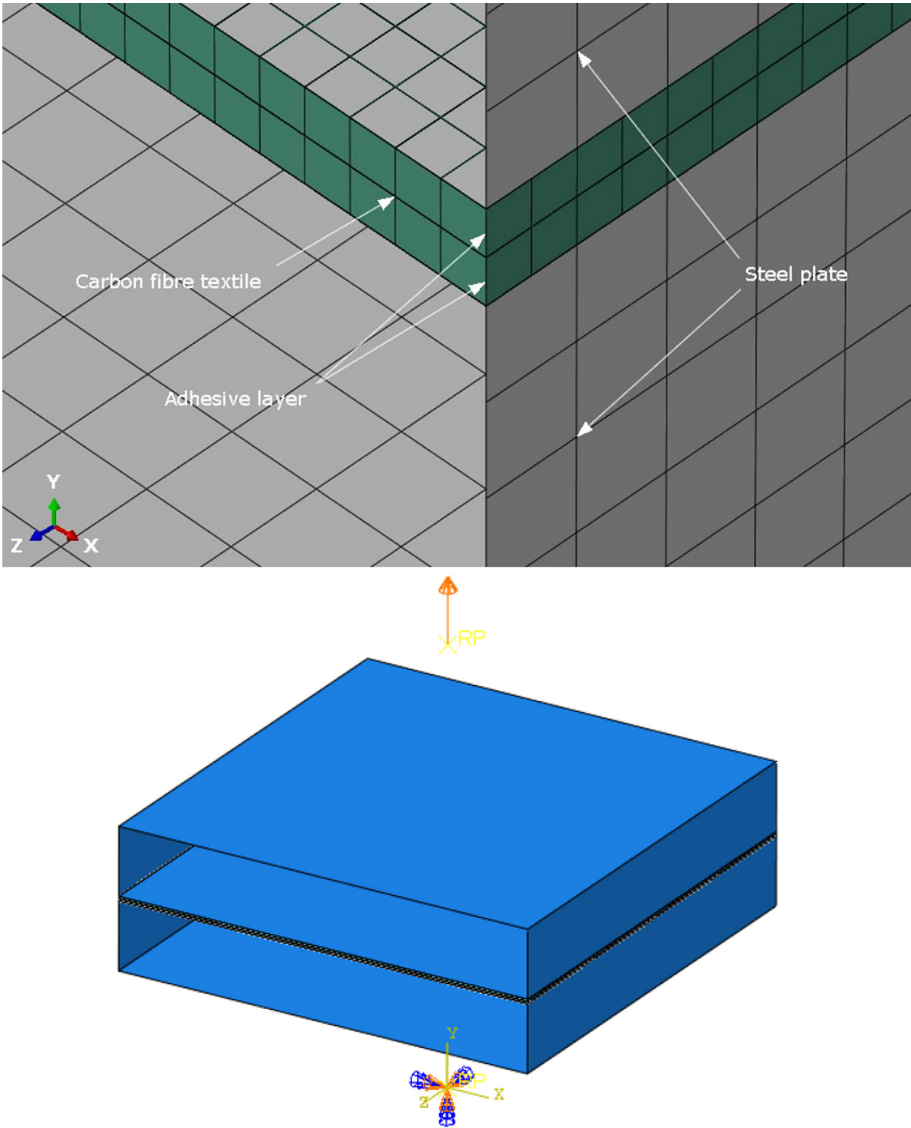 Carbon fibre textile
Steel plate
Adhesive layer
Y
Z
X
RP
Y
RP
Z
X